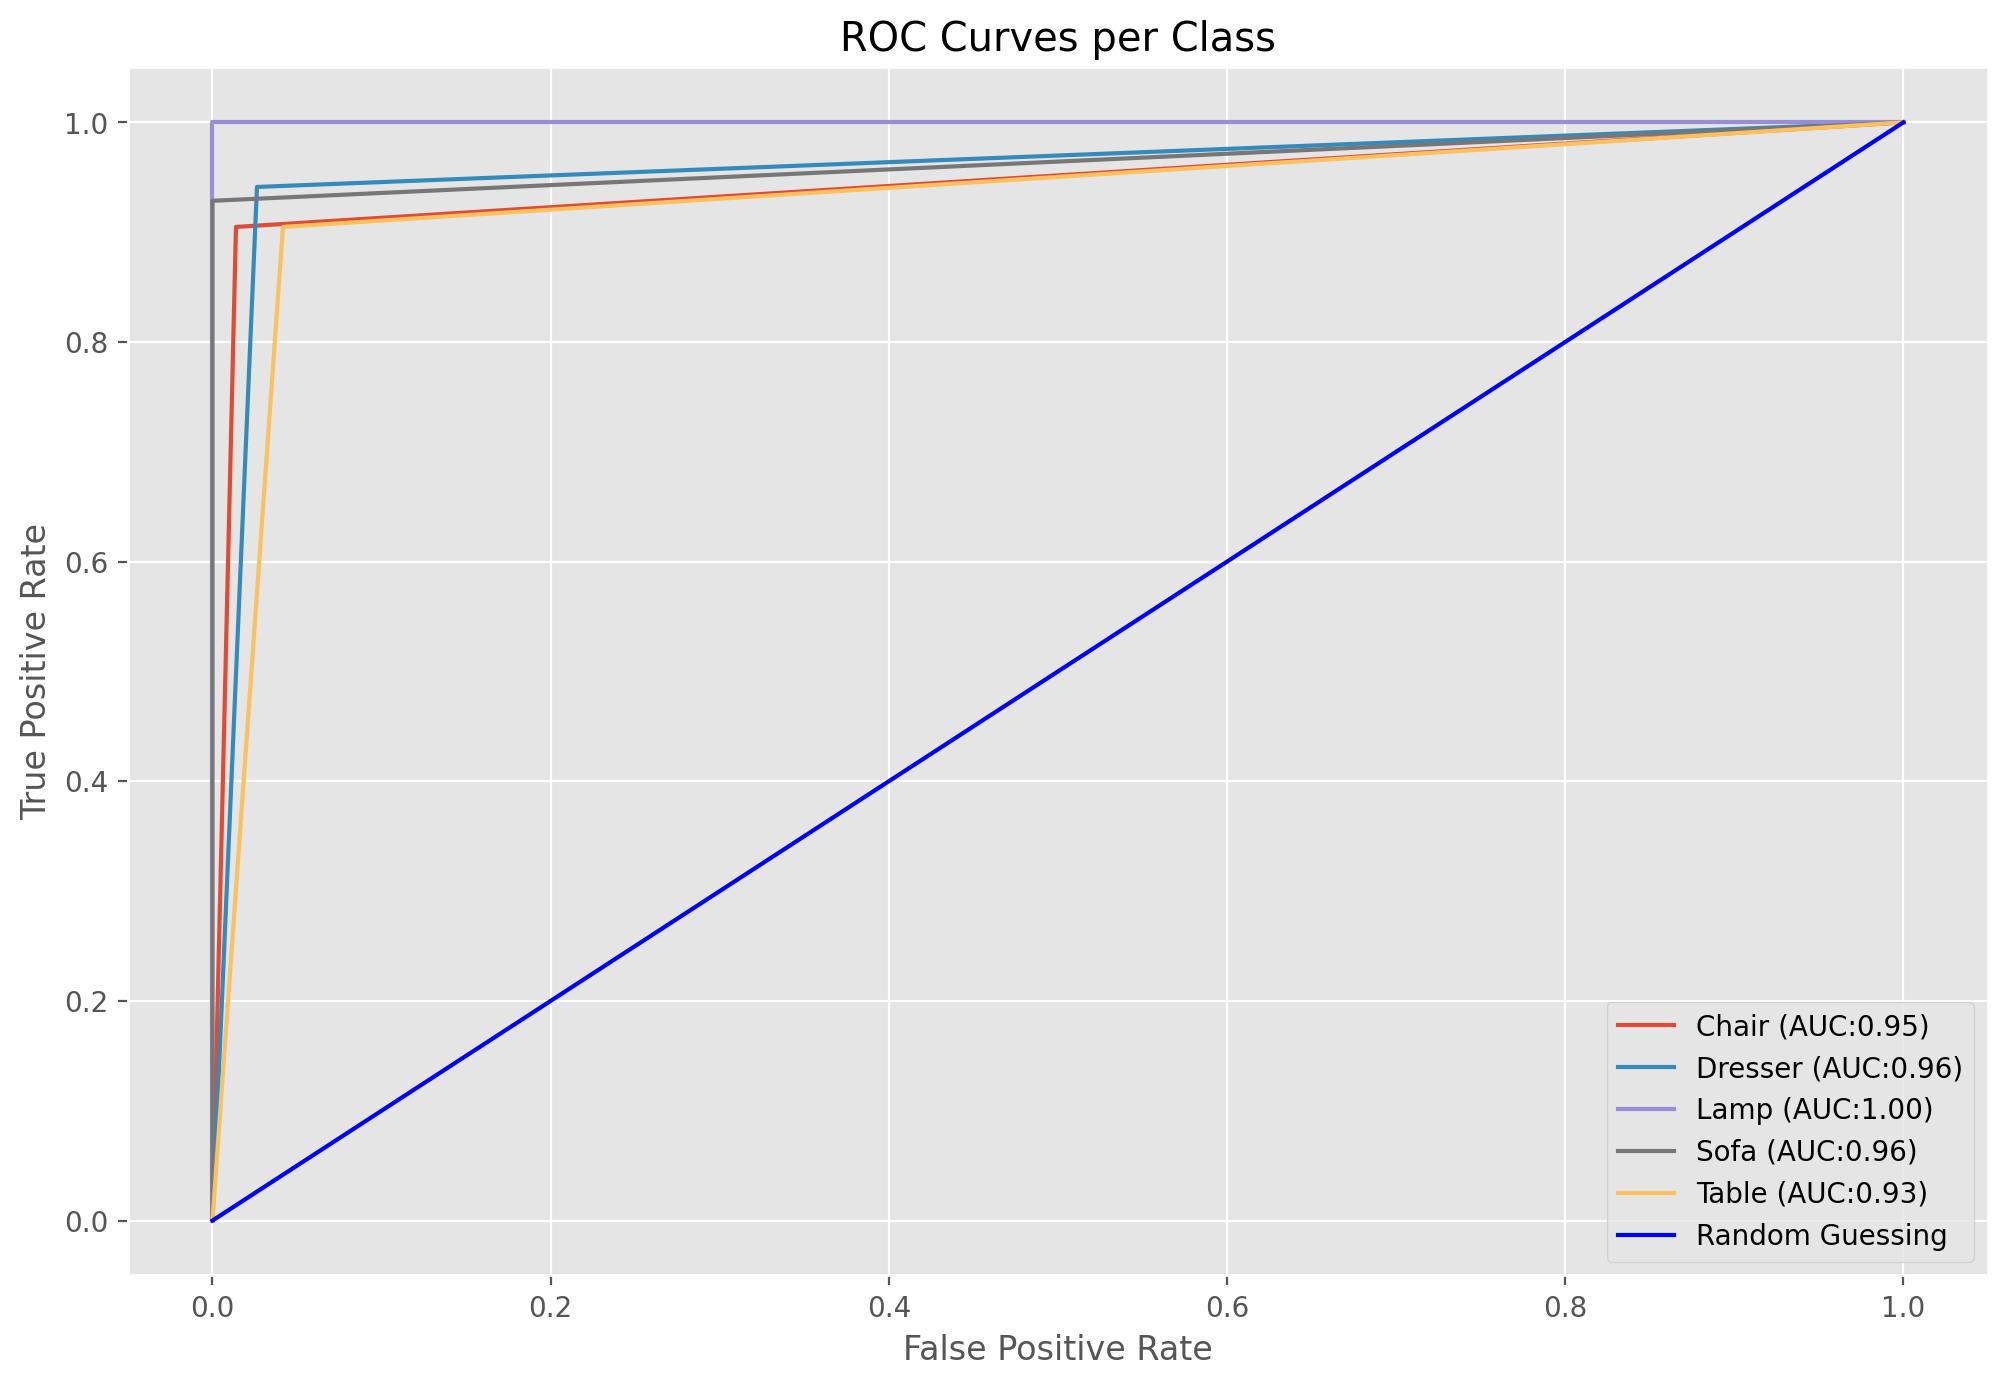 ROC Curves per Class
1.0
0.8
0.6
0.4
0.2
0.0
True Positive Rate
0.0 0.2 0.4 0.6 0.8 1.0
False Positive Rate
Chair (AUC:0.95)
Dresser (AUC:0.96)
Lamp (AUC:1.00)
Sofa (AUC:0.96)
Table (AUC:0.93)
Random Guessing